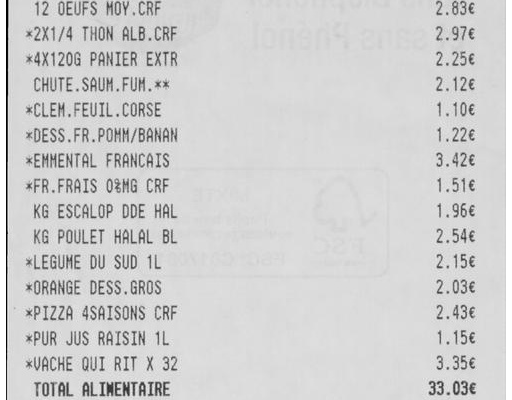 12 OEUFS MOY.CRF 2.83€
*2X1/4 THON ALB.CRF 2.97€
*4X120G PANIER EXTR 2.25€
CHUTE.SAUM.FUM.** 2.12€
*CLEM.FEUIL.CORSE 1.10€
*DESS.FR.POMM/BANAN 1.22€
*EMMENTAL FRANCAIS 3.42€
*FR.FRAIS 0%MG CRF 1.51€
KG ESCALOP DDE HAL 1.96€
KG POULET HALAL BL 2.54€
*LEGUME DU SUD 1L 2.15€
*ORANGE DESS.GROS 2.03€
*PIZZA 4SAISONS CRF 2.43€
*PUR JUS RAISIN 1L 1.15€
*VACHE QUI RIT X 32 3.35€
TOTAL ALIMENTAIRE 33.03€